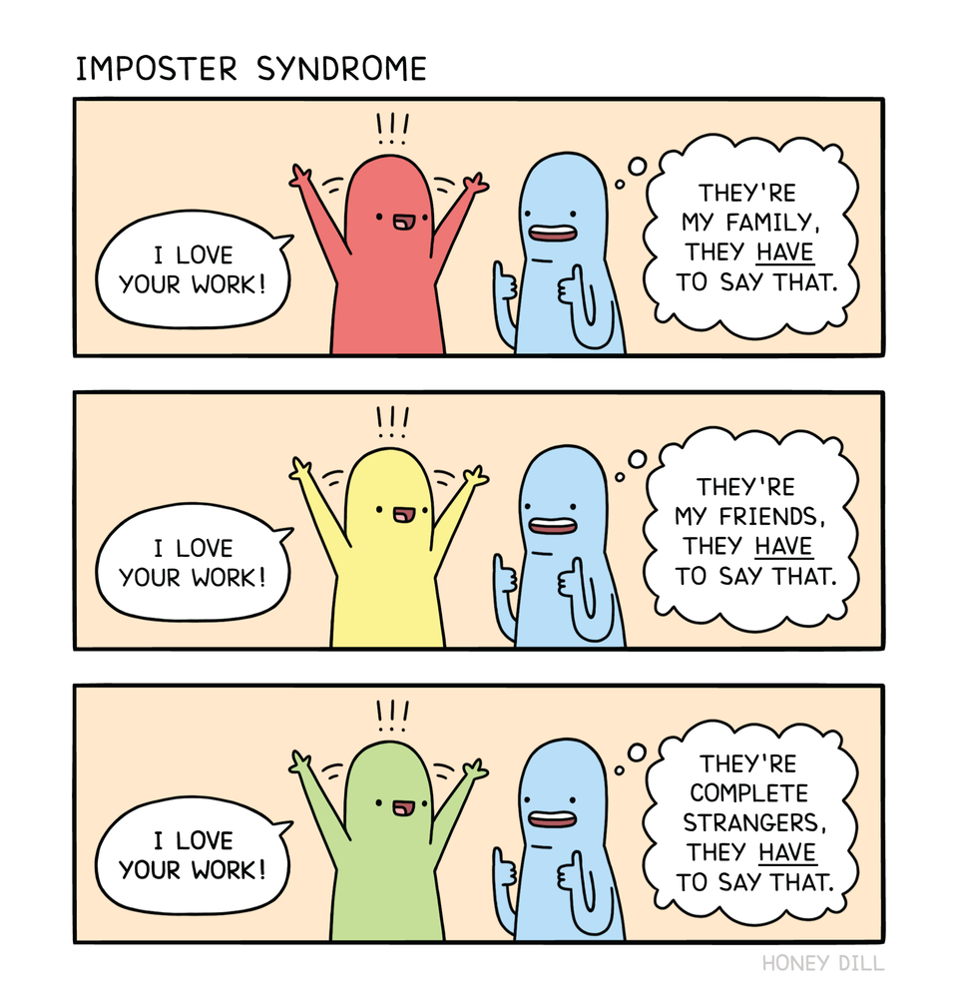 IMPOSTER SYNDROME
I LOVE
YOUR WORK!
!!!
THEY'RE
MY FAMILY,
THEY HAVE
TO SAY THAT.
I LOVE
YOUR WORK!
!!!
THEY'RE
MY FRIENDS,
THEY HAVE
TO SAY THAT.
I LOVE
YOUR WORK!
!!!
THEY'RE
COMPLETE
STRANGERS,
THEY HAVE
TO SAY THAT.
HONEY DILL